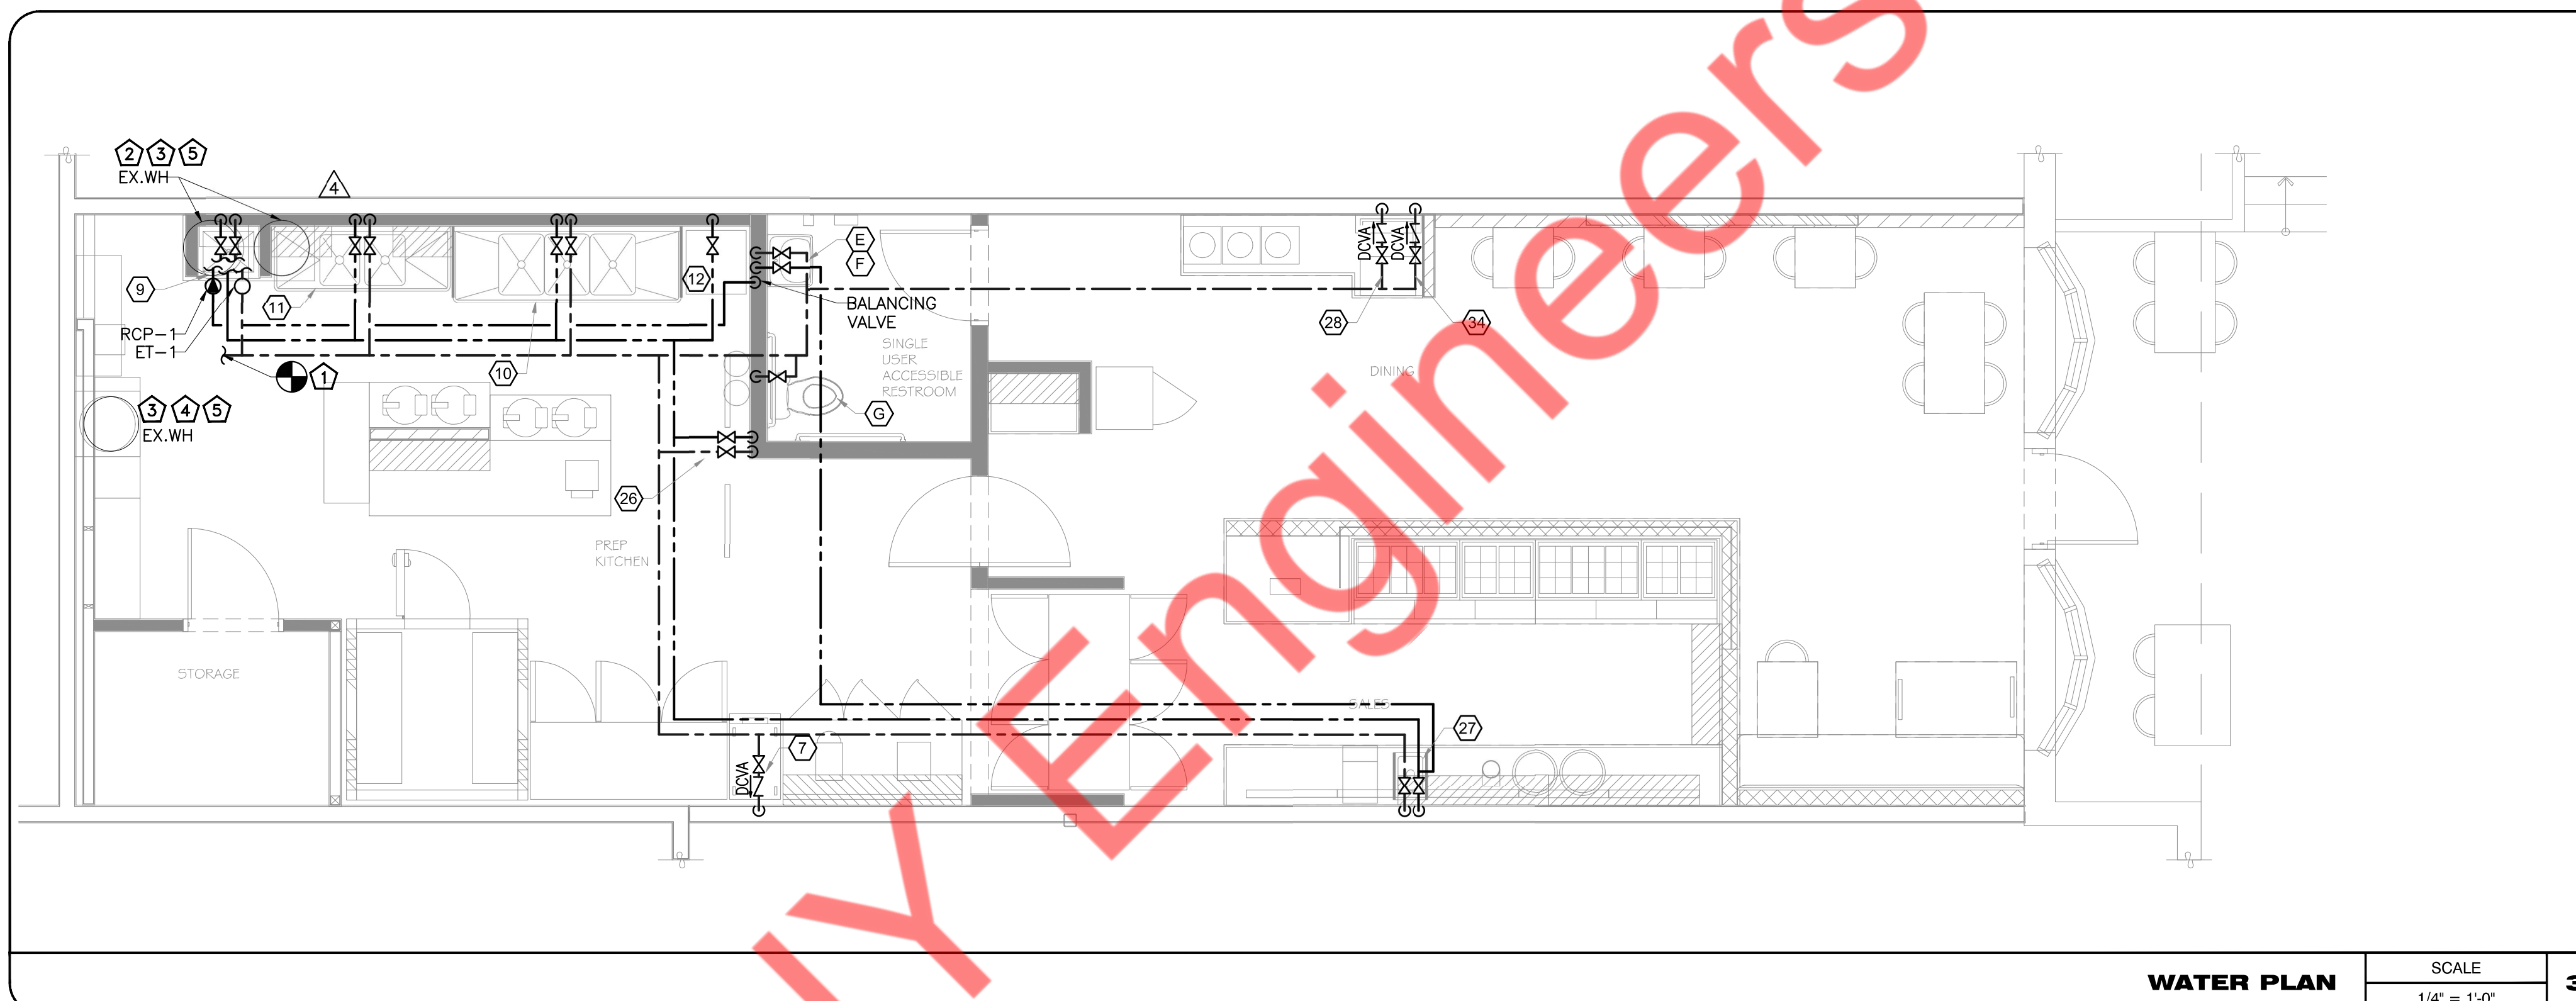 2 3 5
EX.WH
4
9
11
12
E
F
BALANCING
VALVE
RCP-1
ET-1
1
10
SINGLE
USER
ACCESSIBLE
RESTROOM
G
DCVA
DCVA
28
34
DINING
3 4 5
EX.WH
26
PREP
KITCHEN
STORAGE
SALES
7
DCVA
27
NY Engineers
WATER PLAN
SCALE
1/4" = 1'-0"
3